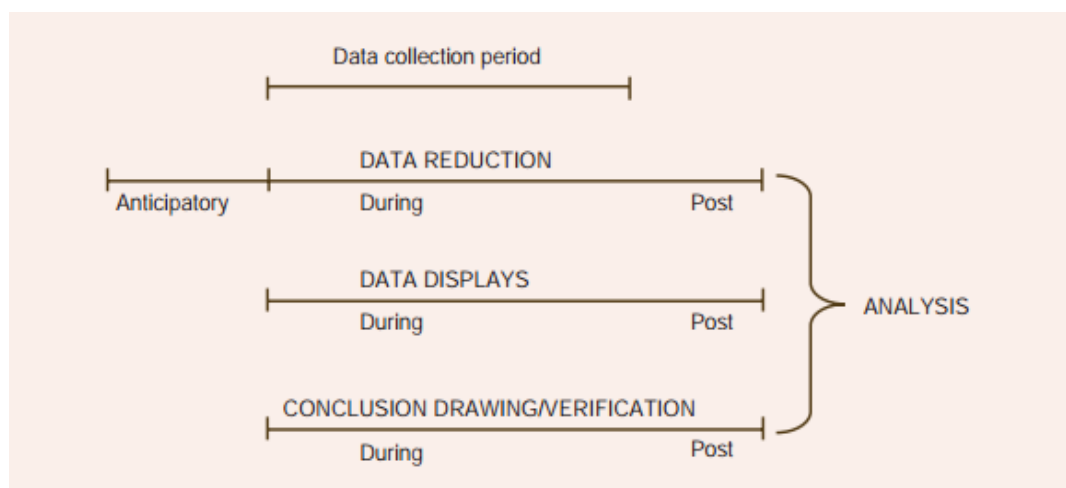 Data collection period
DATA REDUCTION
Anticipatory During Post
DATA DISPLAYS
During Post
ANALYSIS
CONCLUSION DRAWING/VERIFICATION
During Post